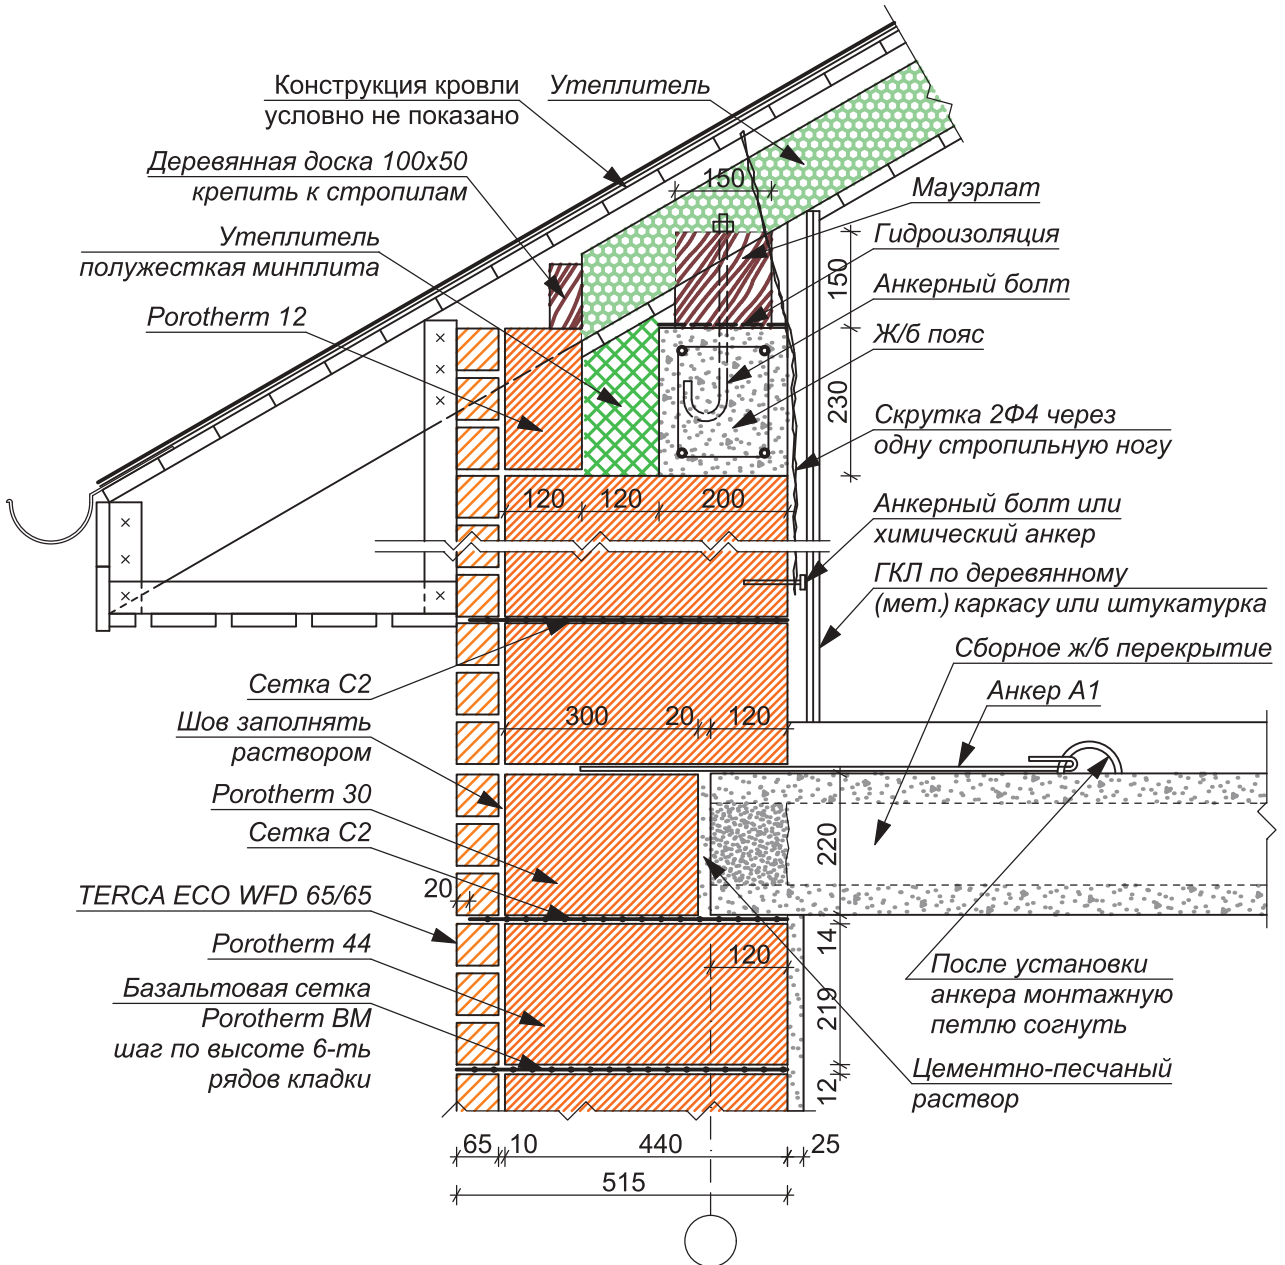 Конструкция кровли
условно не показано
Утеплитель
Деревянная доска 100х50
крепить к стропилам
150
Мауэрлат
Утеплитель
полужесткая минплита
Гидроизоляция
150
Анкерный болт
Porotherm 12
Ж/б пояс
230
Скрутка 2Ф4 через
одну стропильную ногу
120
120
200
Анкерный болт или
химический анкер
ГКЛ по деревянному
(мет.) каркасу или штукатурка
Сборное ж/б перекрытие
Сетка С2
Анкер А1
Шов заполнять
раствором
300
20
120
Porotherm 30
Сетка С2
220
20
TERCA ECO WFD 65/65
Porotherm 44
14
120
После установки
анкера монтажную
петлю согнуть
Базальтовая сетка
Porotherm BM
шаг по высоте 6-ть
рядов кладки
219
12
Цементно-песчаный
раствор
65
10
440
25
515